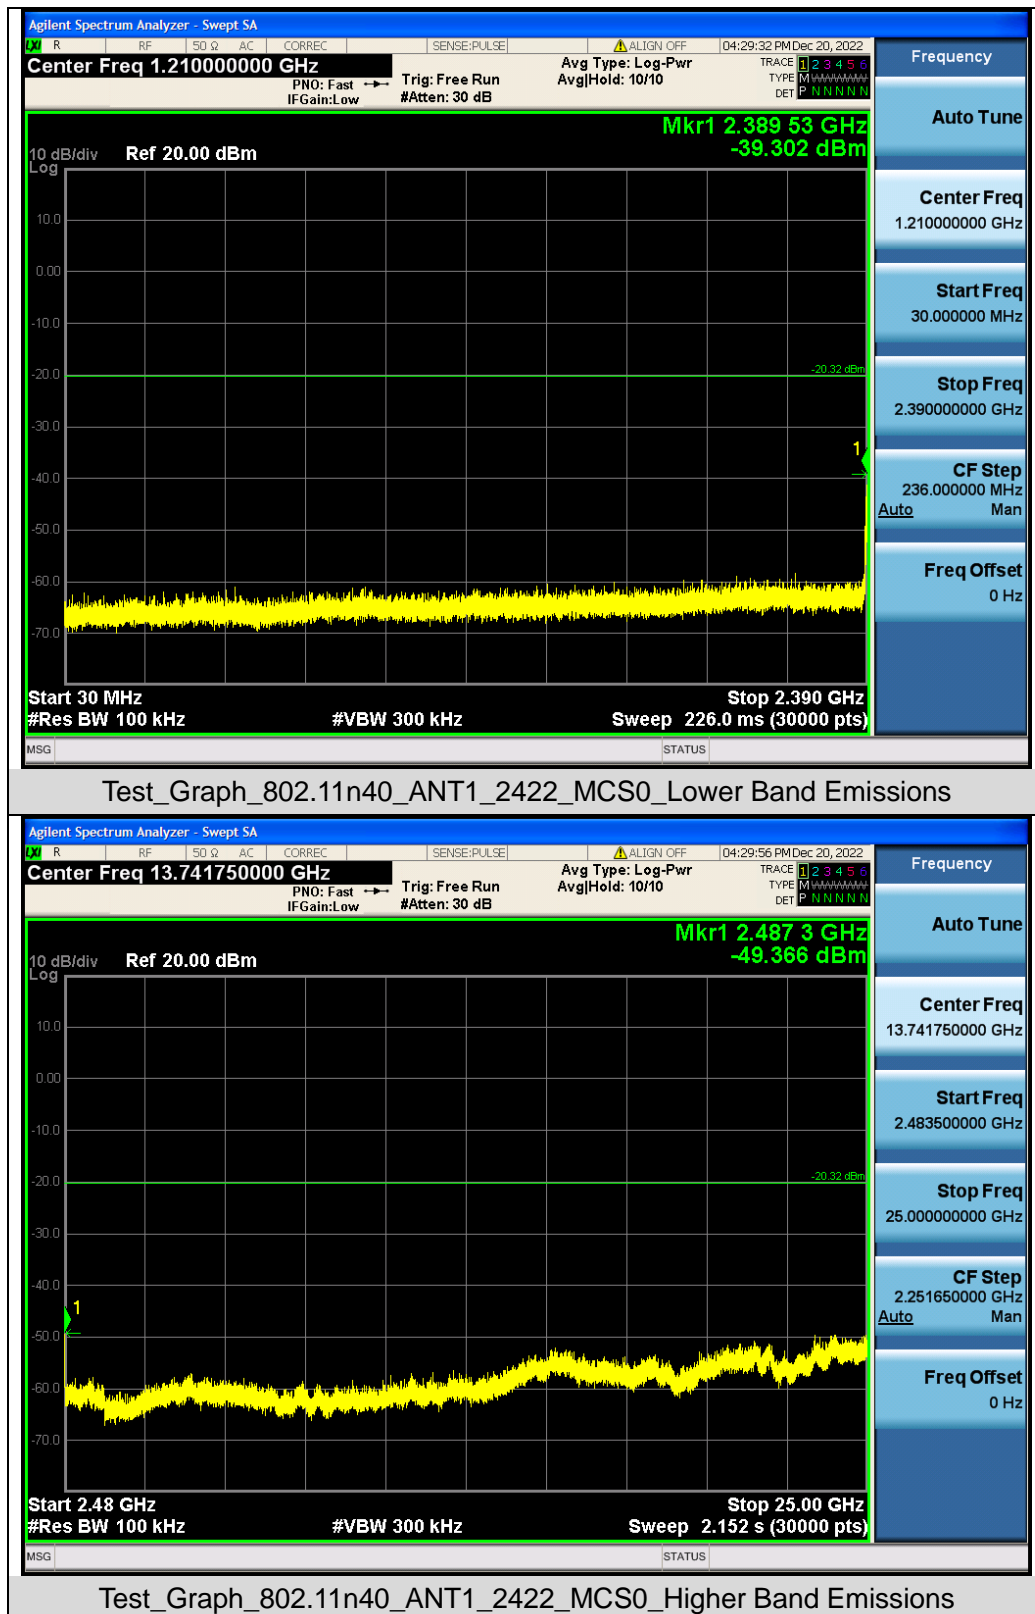 Agilent Spectrum Analyzer - Swept SA
LXI R RF 50 Ω AC CORREC SENSE:PULSE ⚠ALIGN OFF 04:29:32 PM Dec 20, 2022
Center Freq 1.210000000 GHz
PNO: Fast
IFGain:Low
Trig: Free Run
#Atten: 30 dB
Avg Type: Log-Pwr
Avg|Hold: 10/10
TRACE 1 2 3 4 5 6
TYPE M
DET P N N N N N
Mkr1 2.389 53 GHz
-39.302 dBm
10 dB/div Ref 20.00 dBm
Log
10.0
0.00
-10.0
-20.0
-20.32 dBm
-30.0
1
-40.0
-50.0
-60.0
-70.0
Start 30 MHz Stop 2.390 GHz
#Res BW 100 kHz #VBW 300 kHz Sweep 226.0 ms (30000 pts)
MSG STATUS
Frequency
Auto Tune
Center Freq
1.210000000 GHz
Start Freq
30.000000 MHz
Stop Freq
2.390000000 GHz
CF Step
236.000000 MHz
Auto Man
Freq Offset
0 Hz
Test_Graph_802.11n40_ANT1_2422_MCS0_Lower Band Emissions
Agilent Spectrum Analyzer - Swept SA
LXI R RF 50 Ω AC CORREC SENSE:PULSE ⚠ALIGN OFF 04:29:56 PM Dec 20, 2022
Center Freq 13.741750000 GHz
PNO: Fast
IFGain:Low
Trig: Free Run
#Atten: 30 dB
Avg Type: Log-Pwr
Avg|Hold: 10/10
TRACE 1 2 3 4 5 6
TYPE M
DET P N N N N N
Mkr1 2.487 3 GHz
-49.366 dBm
10 dB/div Ref 20.00 dBm
Log
10.0
0.00
-10.0
-20.0
-20.32 dBm
-30.0
-40.0
1
-50.0
-60.0
-70.0
Start 2.48 GHz Stop 25.00 GHz
#Res BW 100 kHz #VBW 300 kHz Sweep 2.152 s (30000 pts)
MSG STATUS
Frequency
Auto Tune
Center Freq
13.741750000 GHz
Start Freq
2.483500000 GHz
Stop Freq
25.000000000 GHz
CF Step
2.251650000 GHz
Auto Man
Freq Offset
0 Hz
Test_Graph_802.11n40_ANT1_2422_MCS0_Higher Band Emissions